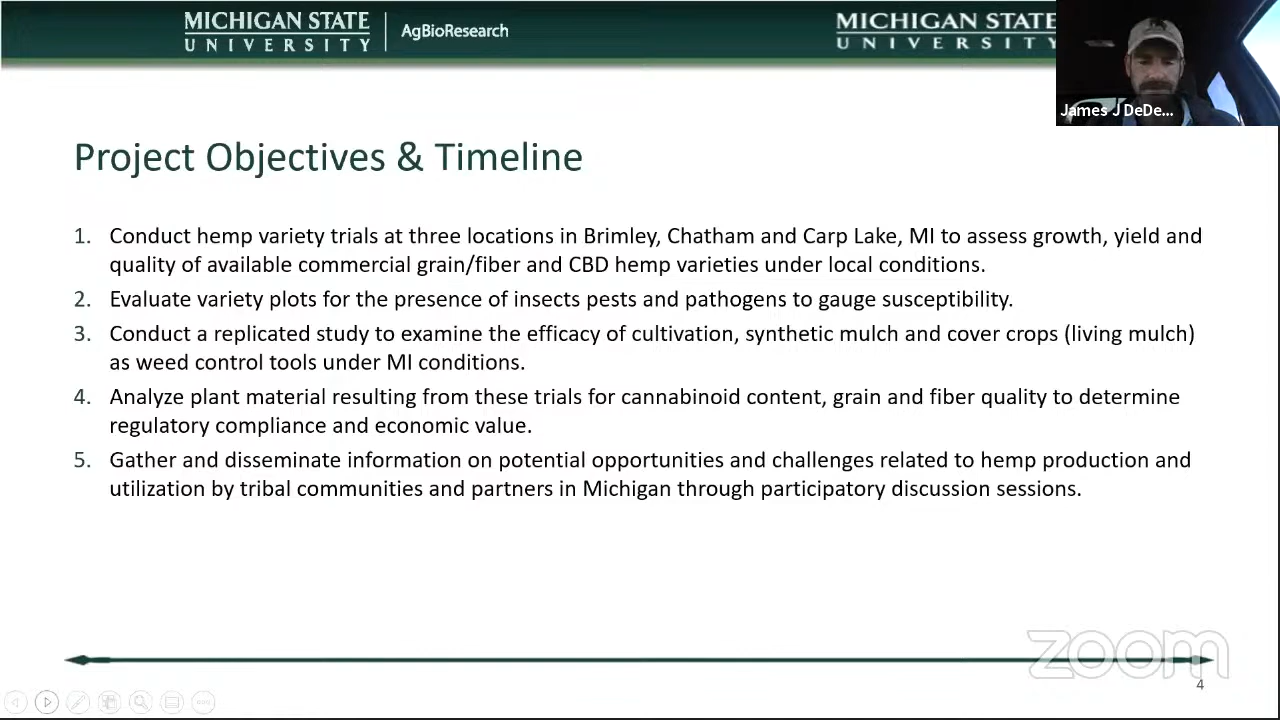 MICHIGAN STATE
UNIVERSITY
AgBioResearch
MICHIGAN STATE
UNIVERSITY
James J DeDe...
Project Objectives & Timeline
1. Conduct hemp variety trials at three locations in Brimley, Chatham and Carp Lake, MI to assess growth, yield and
quality of available commercial grain/fiber and CBD hemp varieties under local conditions.
2. Evaluate variety plots for the presence of insects pests and pathogens to gauge susceptibility.
3. Conduct a replicated study to examine the efficacy of cultivation, synthetic mulch and cover crops (living mulch)
as weed control tools under MI conditions.
4. Analyze plant material resulting from these trials for cannabinoid content, grain and fiber quality to determine
regulatory compliance and economic value.
5. Gather and disseminate information on potential opportunities and challenges related to hemp production and
utilization by tribal communities and partners in Michigan through participatory discussion sessions.
zoom
4